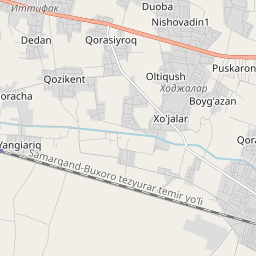 Duoba
Иттифак
Nishovadin1
Dedan
Qorasiyroq
Puskaron
Qozikent
Oltiqush
Ходжалар
oracha
Boyg'azan
Xo'jalar
Yangiariq
Qora
Samarqand-Buxoro tezyurar temir yo'li